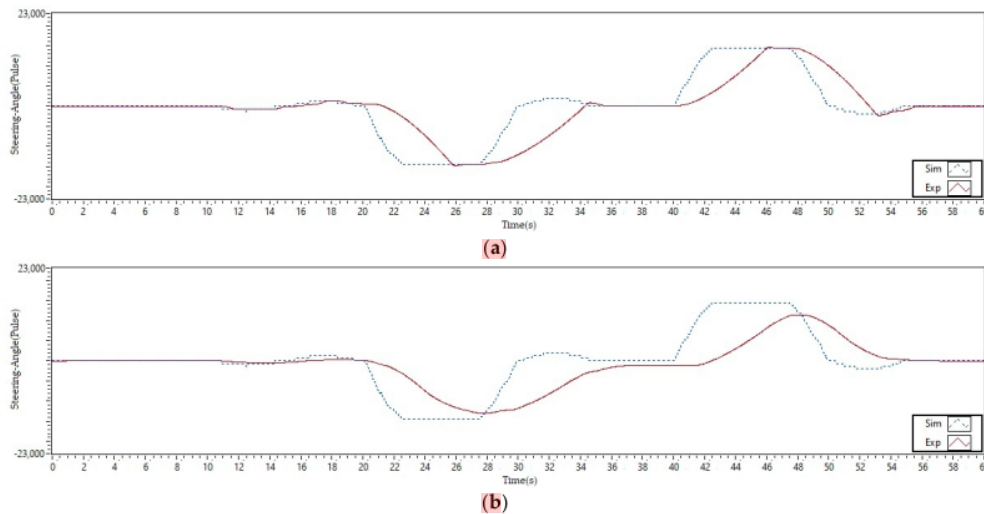 23,000
Steering-Angle(Pulse)
-23,000
Sim
Exp
0 2 4 6 8 10 12 14 16 18 20 22 24 26 28 30 32 34 36 38 40 42 44 46 48 50 52 54 56 58
Time(s)
(a)
23,000
Steering-Angle(Pulse)
-23,000
Sim
Exp
0 2 4 6 8 10 12 14 16 18 20 22 24 26 28 30 32 34 36 38 40 42 44 46 48 50 52 54 56 58
Time(s)
(b)